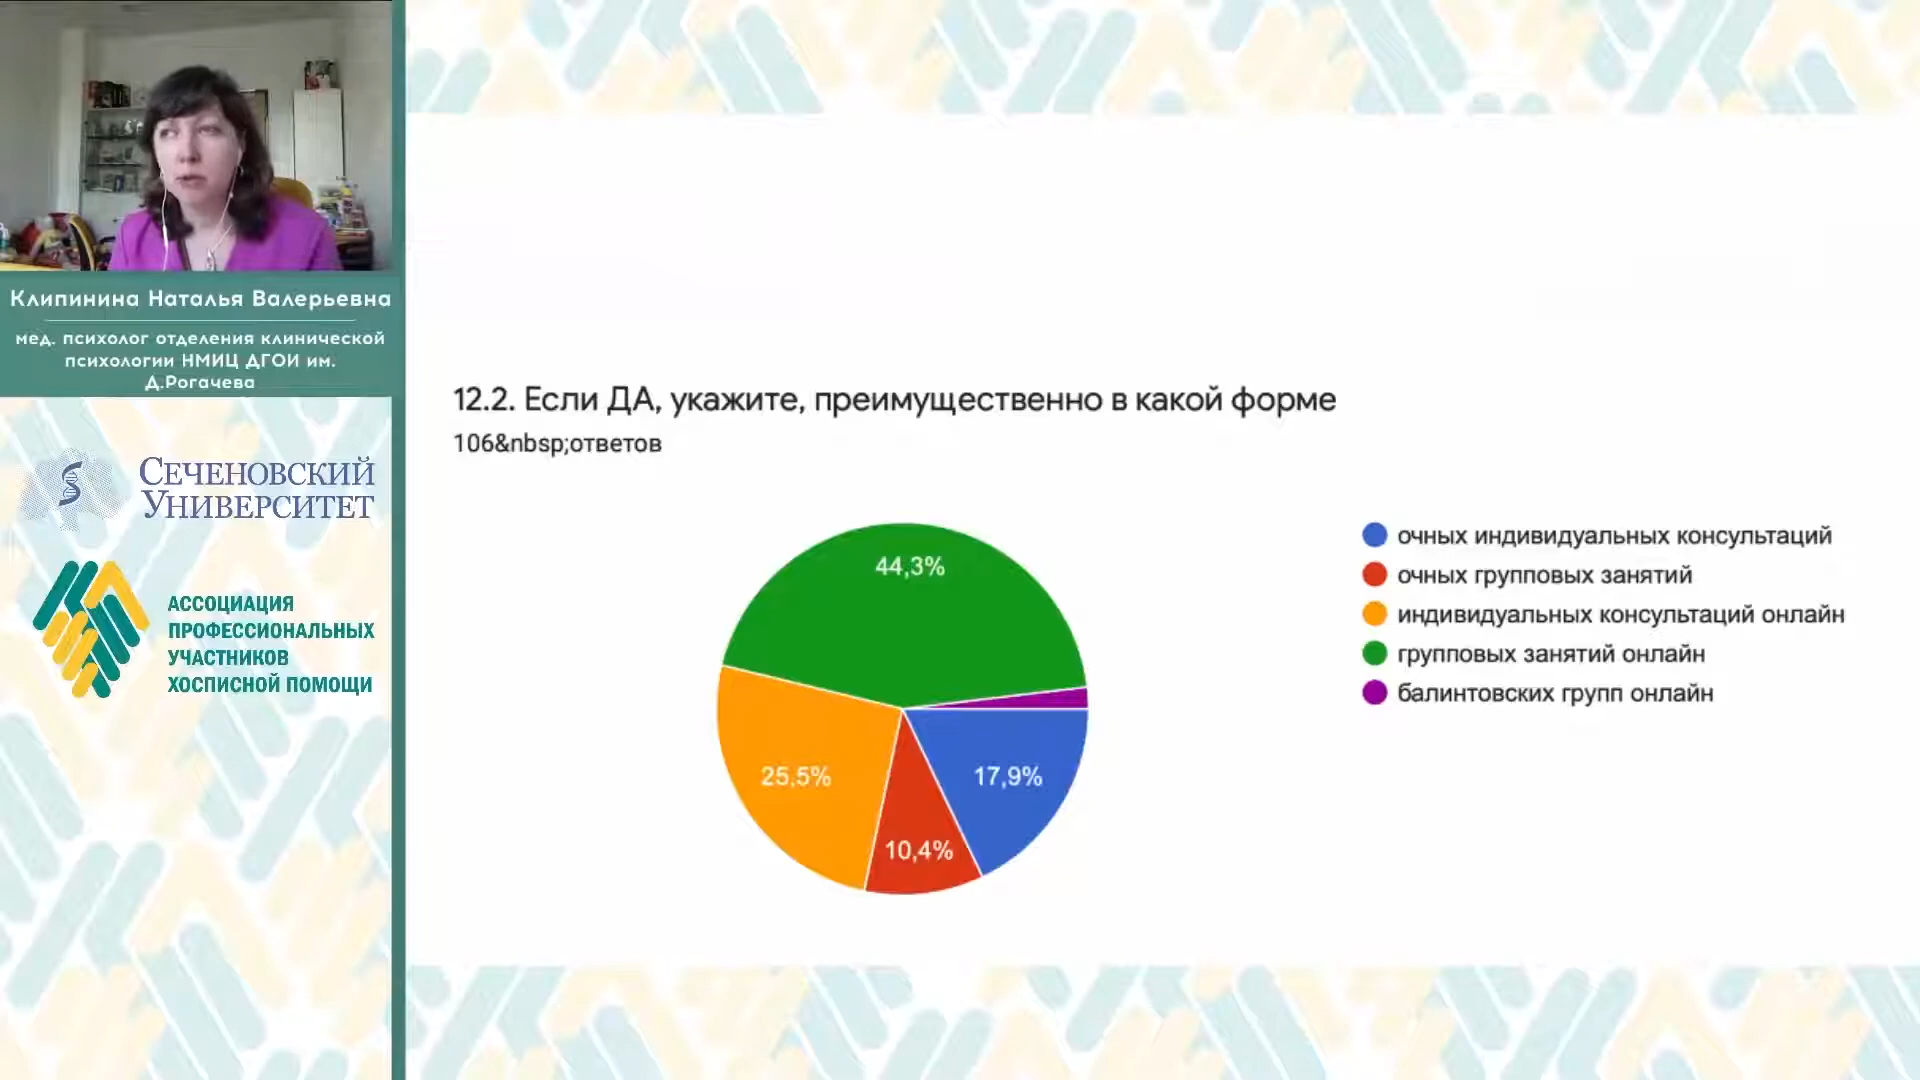 Клипинина Наталья Валерьевна
мед. психолог отделения клинической
психологии НМИЦ ДГОИ им.
Д.Рогачева
СЕЧЕНОВСКИЙ
УНИВЕРСИТЕТ
АССОЦИАЦИЯ
ПРОФЕССИОНАЛЬНЫХ
УЧАСТНИКОВ
ХОСПИСНОЙ ПОМОЩИ
12.2. Если ДА, укажите, преимущественно в какой форме
106&nbsp;ответов
44,3%
25,5%
17,9%
10,4%
очных индивидуальных консультаций
очных групповых занятий
индивидуальных консультаций онлайн
групповых занятий онлайн
балинтовских групп онлайн